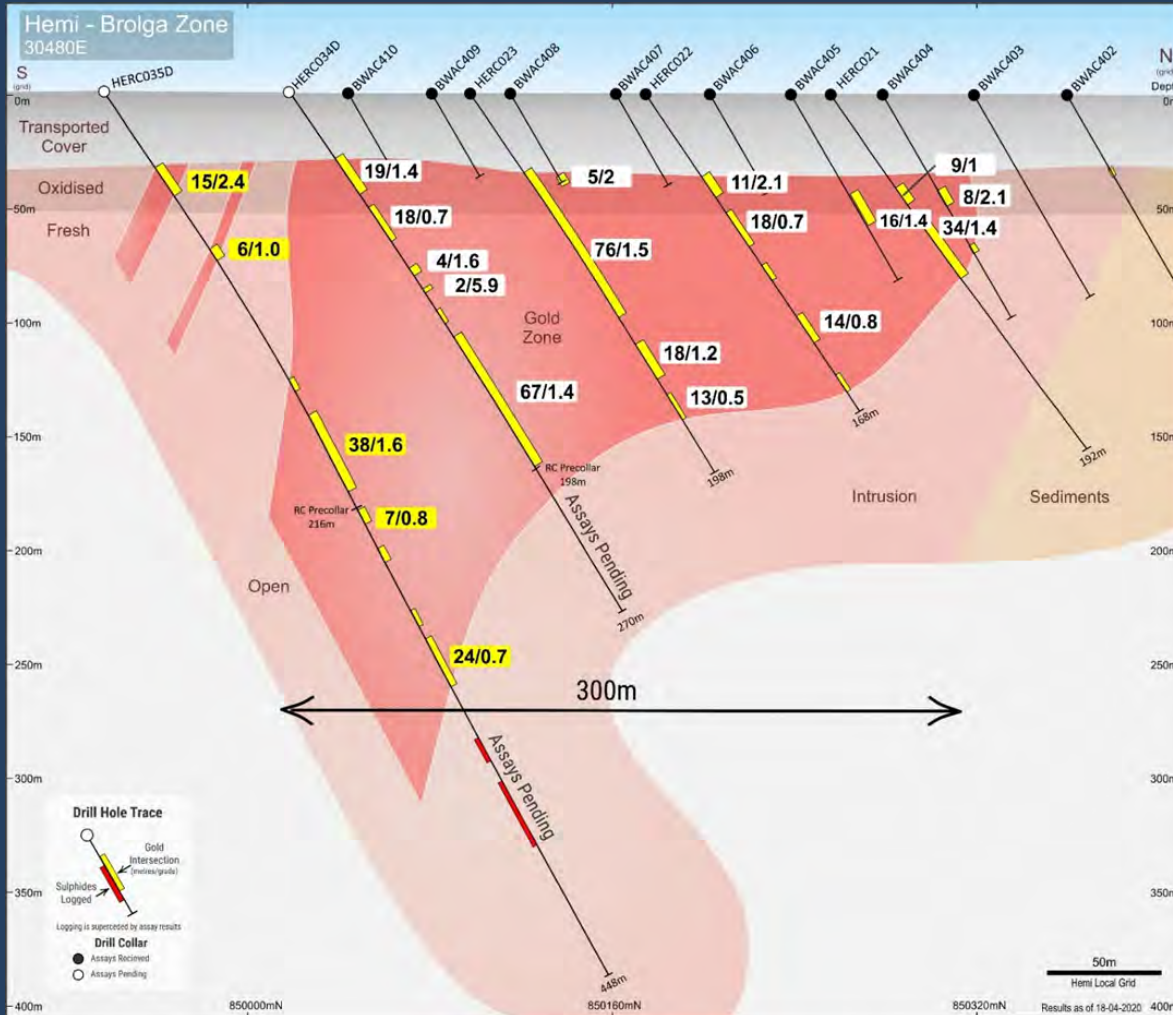 Hemi - Brolga Zone
30480E
S
(grid)
N
(grid)
HERC035D
HERC034D
BWAC410
BWAC409
HERC023
BWAC408
BWAC407
HERC022
BWAC406
BWAC405
HERC021
BWAC404
BWAC403
BWAC402
0m
Dept
0m
Transported
Cover
Oxidised
Fresh
15/2.4
6/1.0
19/1.4
18/0.7
4/1.6
2/5.9
67/1.4
5/2
76/1.5
18/1.2
13/0.5
11/2.1
18/0.7
14/0.8
9/1
8/2.1
16/1.4
34/1.4
50m
50m
100m
100m
Gold
Zone
38/1.6
7/0.8
24/0.7
RC Precollar
216m
RC Precollar
198m
Assays Pending
270m
198m
168m
192m
150m
150m
Intrusion
Sediments
200m
200m
Open
250m
250m
300m
Assays Pending
448m
300m
300m
350m
350m
400m
400m
Drill Hole Trace
Gold
Intersection
(metres/grade)
Sulphides
Logged
Logging is superceded by assay results
Drill Collar
Assays Recieved
Assays Pending
850000mN
850160mN
850320mN
50m
Hemi Local Grid
Results as of 18-04-2020